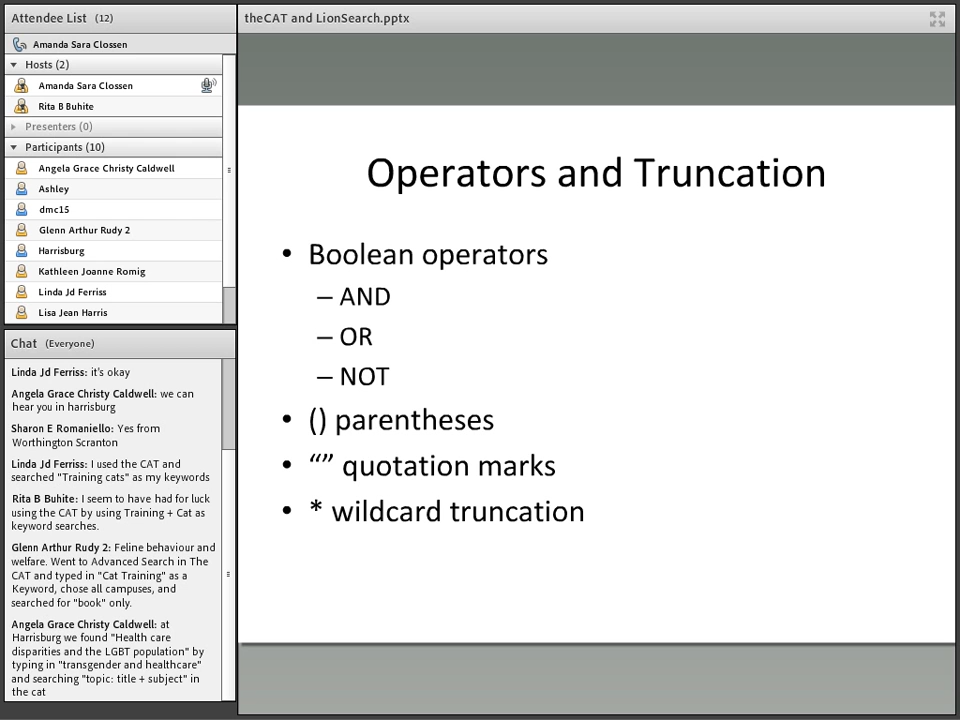 Attendee List (12)
Amanda Sara Clossen
Hosts (2)
Amanda Sara Clossen
Rita B Buhite
Presenters (0)
Participants (10)
Angela Grace Christy Caldwell
Ashley
dmc15
Glenn Arthur Rudy 2
Harrisburg
Kathleen Joanne Romig
Linda Jd Ferriss
Lisa Jean Harris
Chat (Everyone)
Linda Jd Ferriss: it's okay
Angela Grace Christy Caldwell: we can
hear you in harrisburg
Sharon E Romaniello: Yes from
Worthington Scranton
Linda Jd Ferriss: I used the CAT and
searched "Training cats" as my keywords
Rita B Buhite: I seem to have had for luck
using the CAT by using Training + Cat as
keyword searches.
Glenn Arthur Rudy 2: Feline behaviour and
welfare. Went to Advanced Search in The
CAT and typed in "Cat Training" as a
Keyword, chose all campuses, and
searched for "book" only.
Angela Grace Christy Caldwell: at
Harrisburg we found "Health care
disparities and the LGBT population" by
typing in "transgender and healthcare"
and searching "topic: title + subject" in
the cat
theCAT and LionSearch.pptx
Operators and Truncation
• Boolean operators
– AND
– OR
– NOT
• () parentheses
• “” quotation marks
• * wildcard truncation